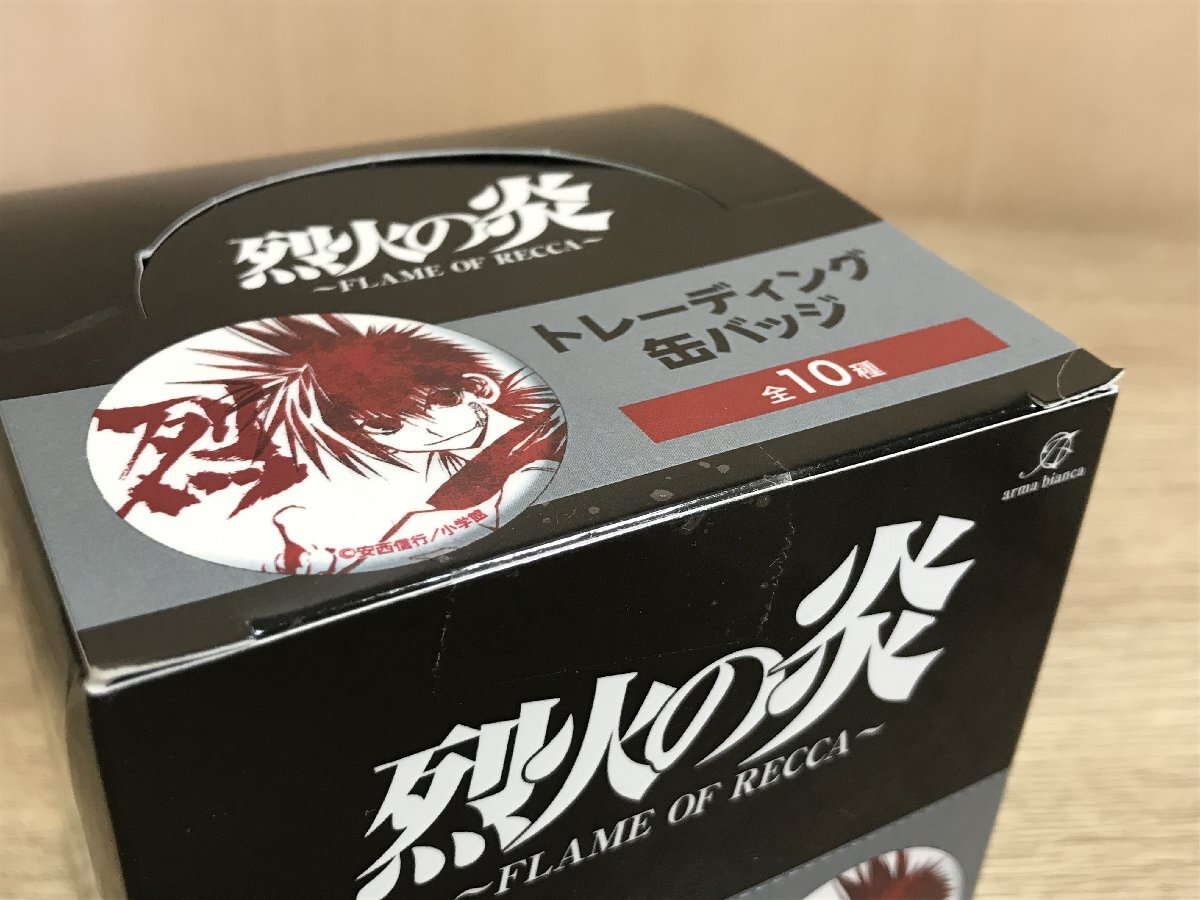 烈火の炎
～FLAME OF RECCA～
トレーディング
缶バッジ
全10種
烈
©安西信行/小学館
arma bianca
烈火の炎
～FLAME OF RECCA～